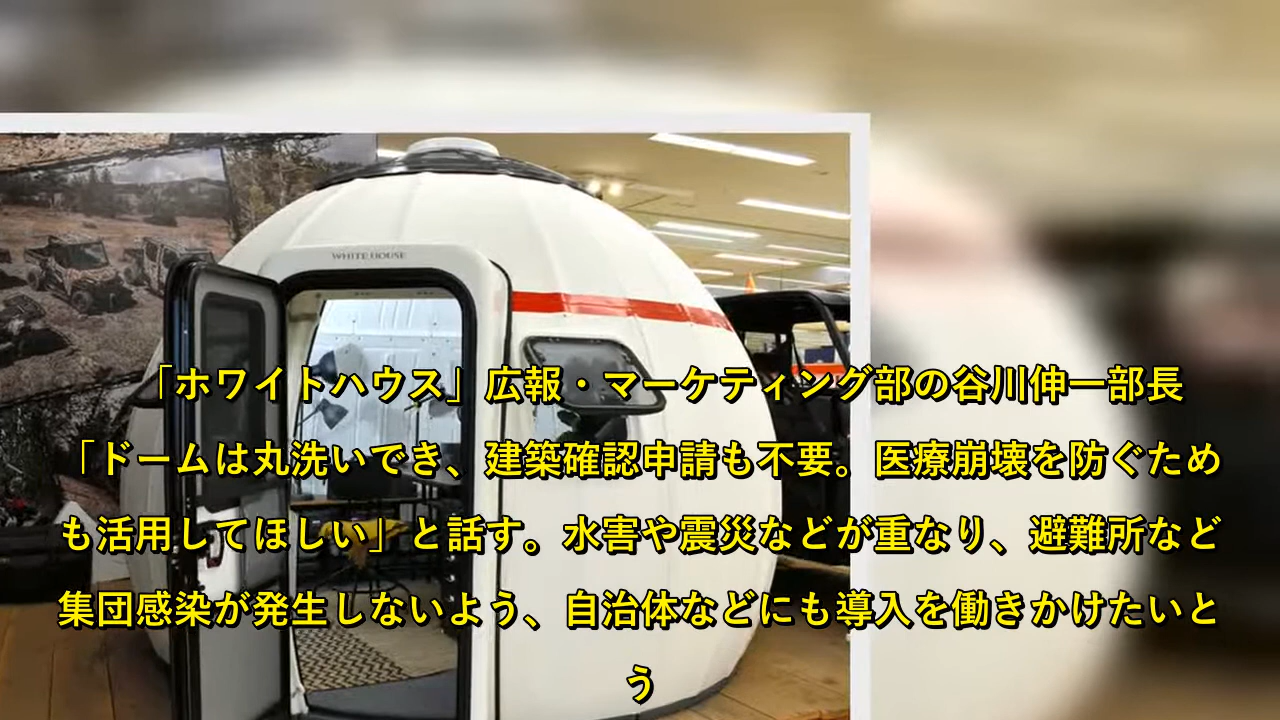 WHITE HOUSE
「ホワイトハウス」広報・マーケティング部の谷川伸一部長
「ドームは丸洗いでき、建築確認申請も不要。医療崩壊を防ぐため
も活用してほしい」と話す。水害や震災などが重なり、避難所など
集団感染が発生しないよう、自治体などにも導入を働きかけたいと
う